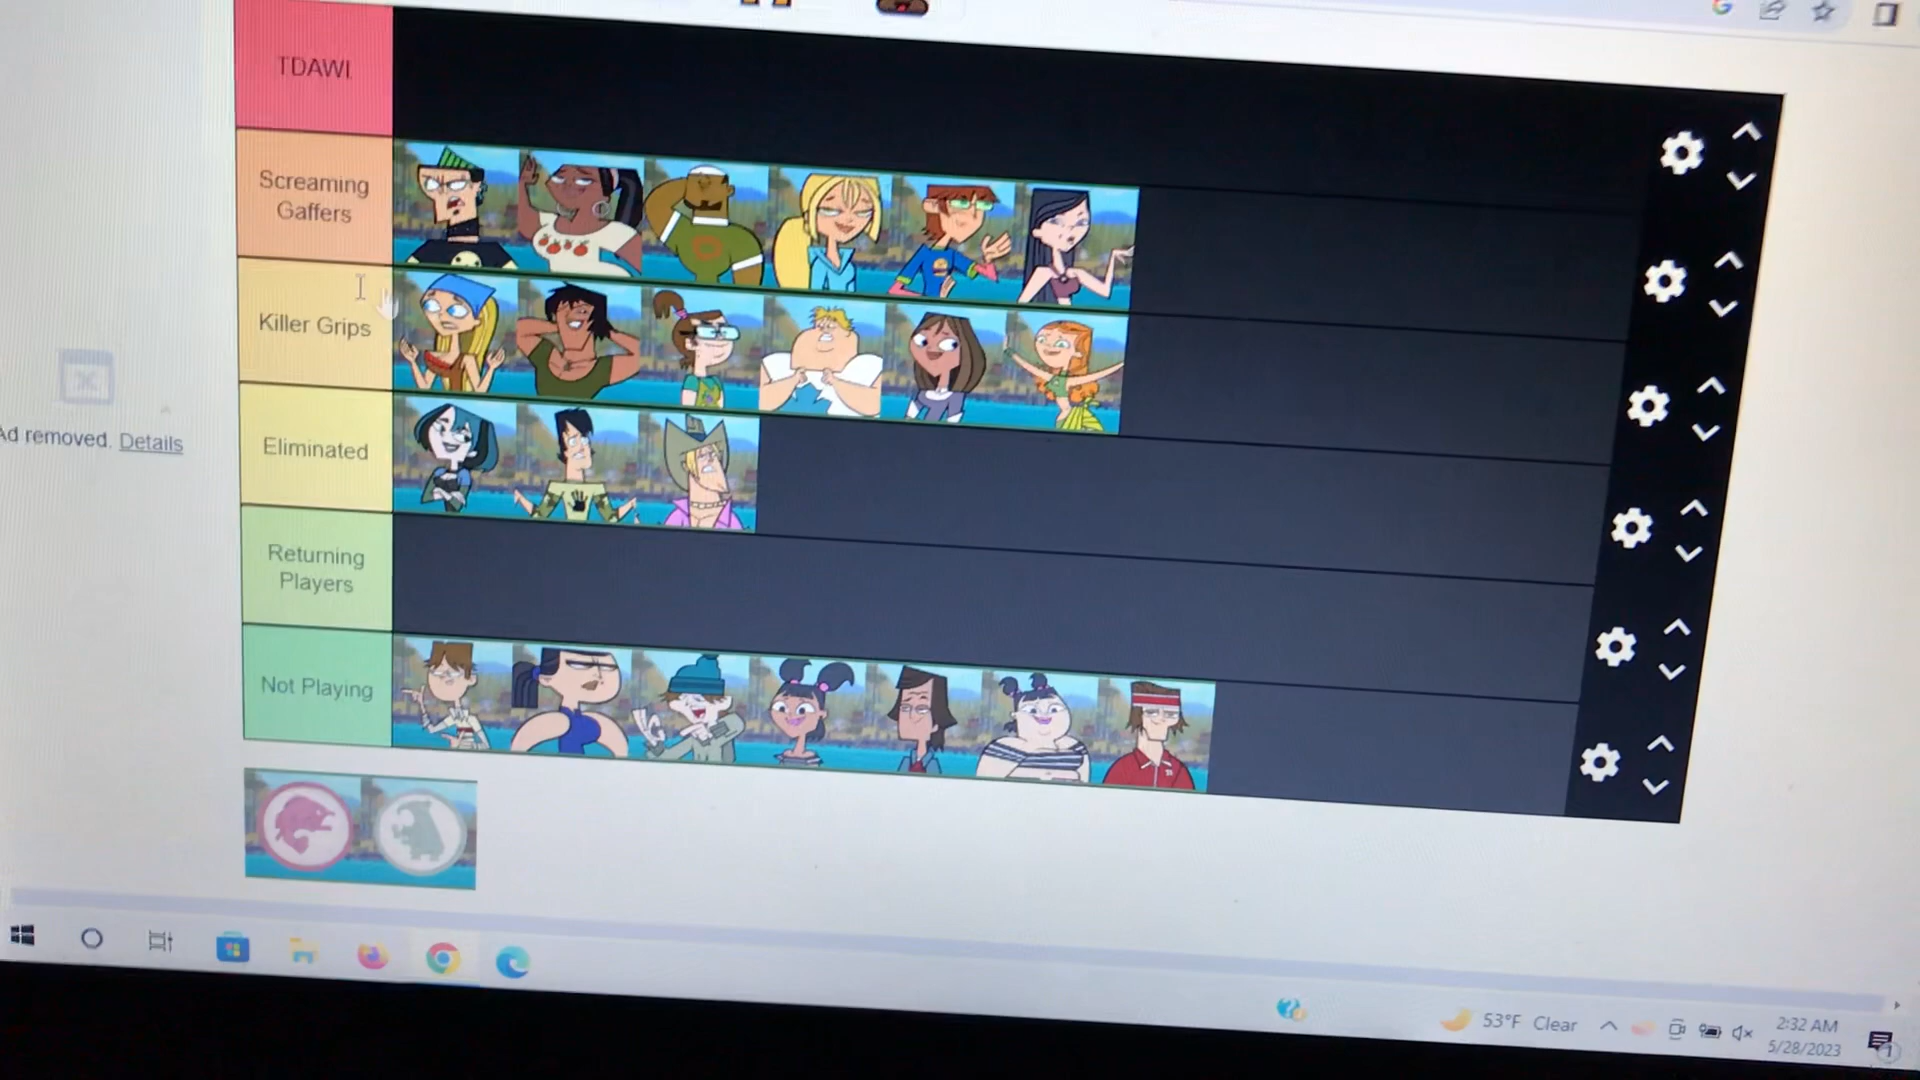 TDAWI
Screaming
Gaffers
Killer Grips
Ad removed. Details
Eliminated
Returning
Players
Not Playing
53°F Clear
2:32 AM
5/28/2023
1